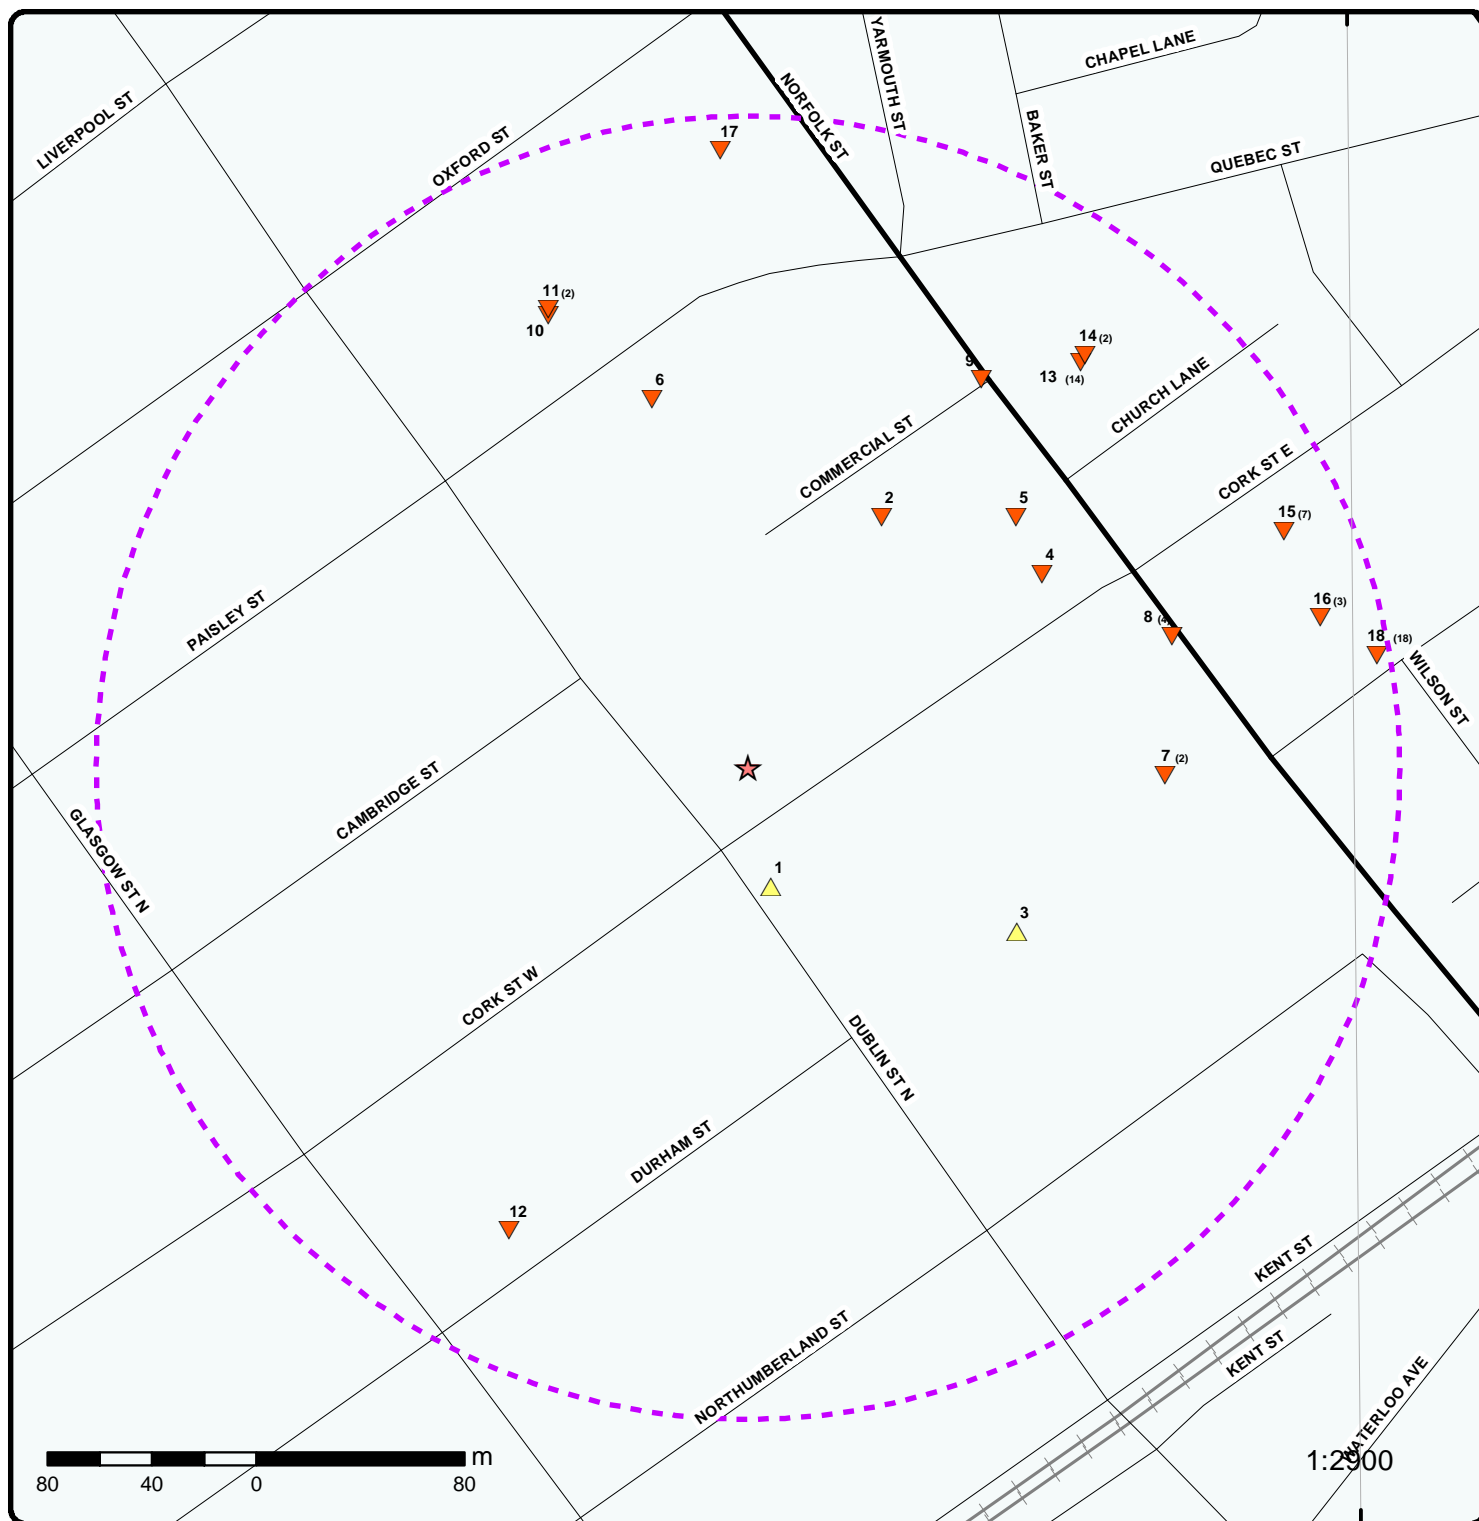 YARMOUTH ST
CHAPEL LANE
NORFOLK ST
LIVERPOOL ST
OXFORD ST
17
BAKER ST
QUEBEC ST
11 (2)
10
14 (2)
13 (14)
9
6
CHURCH LANE
COMMERCIAL ST
CORK ST E
2
5
15 (7)
4
PAISLEY ST
8 (4)
16 (3)
18 (18)
WILSON ST
7 (2)
CAMBRIDGE ST
GLASGOW ST N
1
3
CORK ST W
DUBLIN ST N
DURHAM ST
12
KENT ST
NORTHUMBERLAND ST
KENT ST
WATERLOO AVE
m
1:2900
80 40 0 80